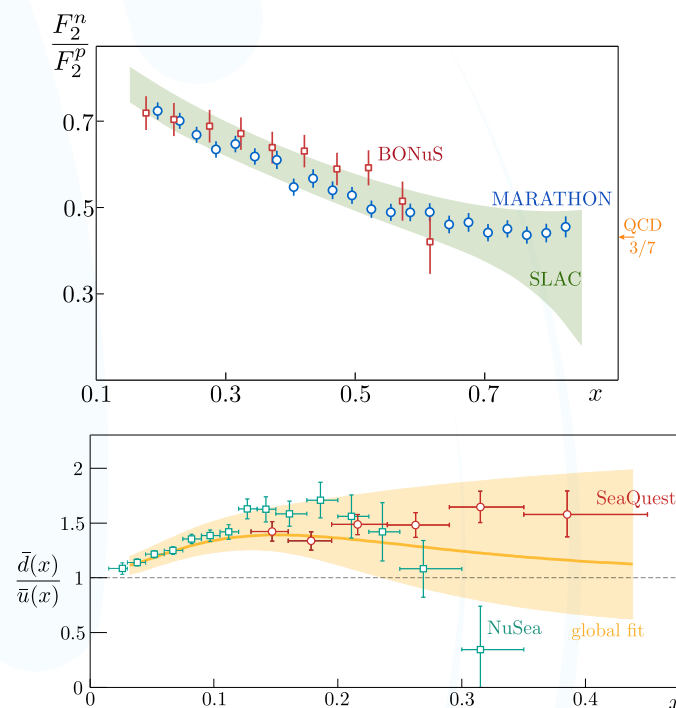 F₂ⁿ
F₂ᵖ
0.7
BONuS
MARATHON
0.5
QCD
3/7
SLAC
0.3
0.1 0.3 0.5 0.7 x
2
SeaQuest
1.5
d̄(x)
ū(x)
1
0.5
NuSea
global fit
0
0 0.1 0.2 0.3 0.4 x